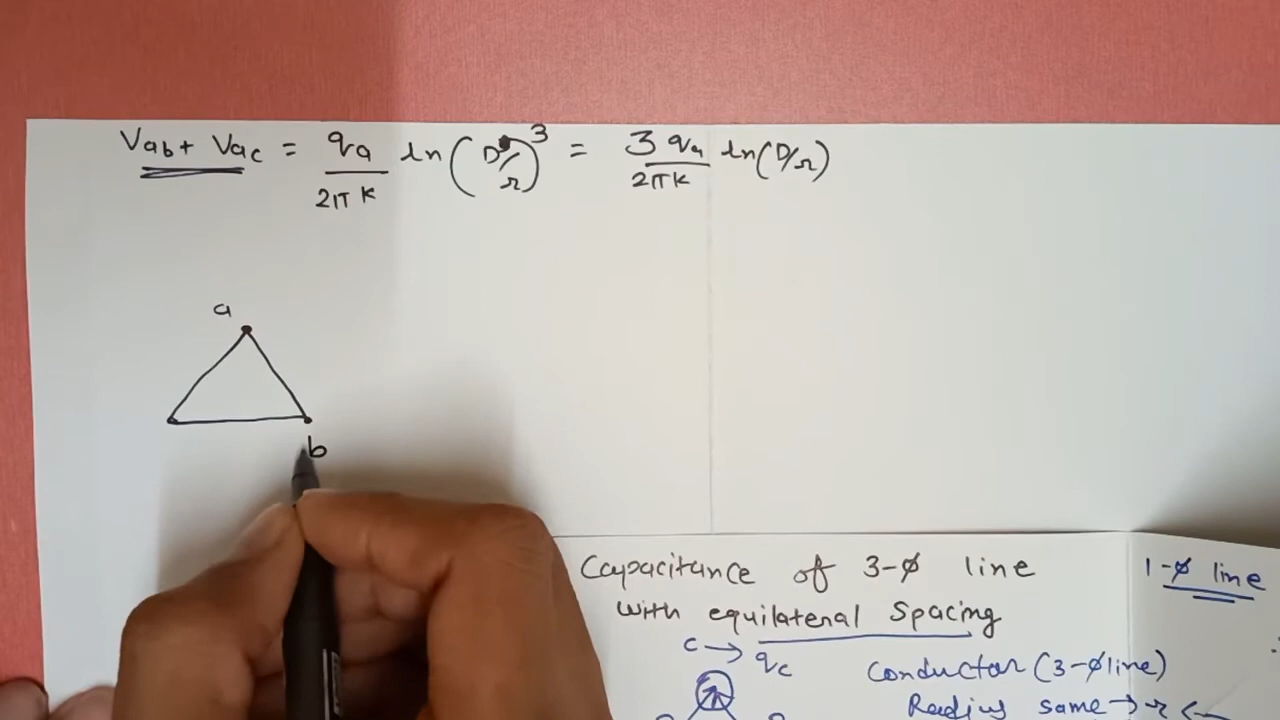 Vab + Vac = qa/2πk ln(D/r)³ = 3qa/2πk ln(D/r)
a
b
Capacitance of 3-φ line
with equilateral spacing
1-φ line
c → qc
Conductor (3-φ line)
Radius same → r ←